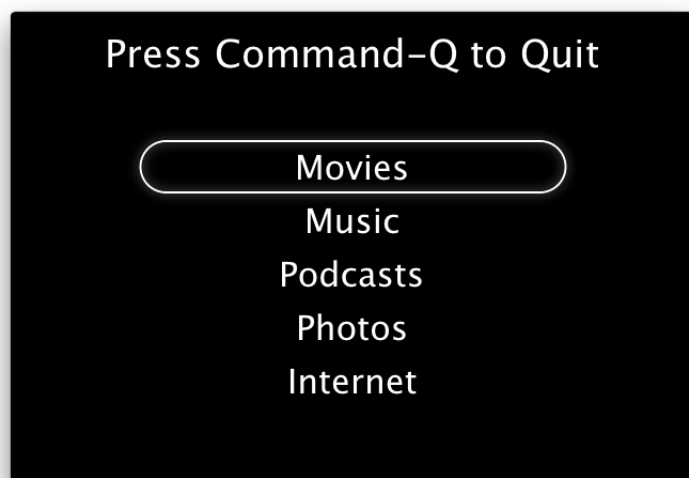 Press Command-Q to Quit
Movies
Music
Podcasts
Photos
Internet